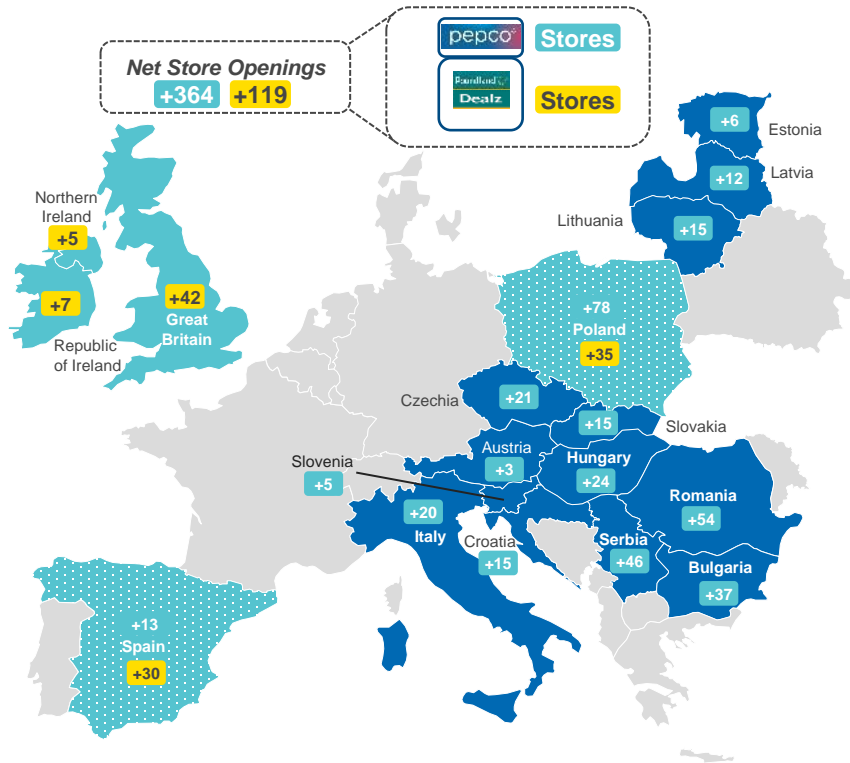 pepco
Stores
Net Store Openings
+364 +119
Poundland
Dealz
Stores
+6
Estonia
+12
Latvia
Lithuania
+15
Northern
Ireland
+5
+7
+42
Great
Britain
Republic
of Ireland
+78
Poland
+35
Czechia
+21
+15
Slovakia
Austria
+3
Hungary
+24
Slovenia
+5
+20
Italy
Romania
+54
Croatia
+15
Serbia
+46
Bulgaria
+37
+13
Spain
+30